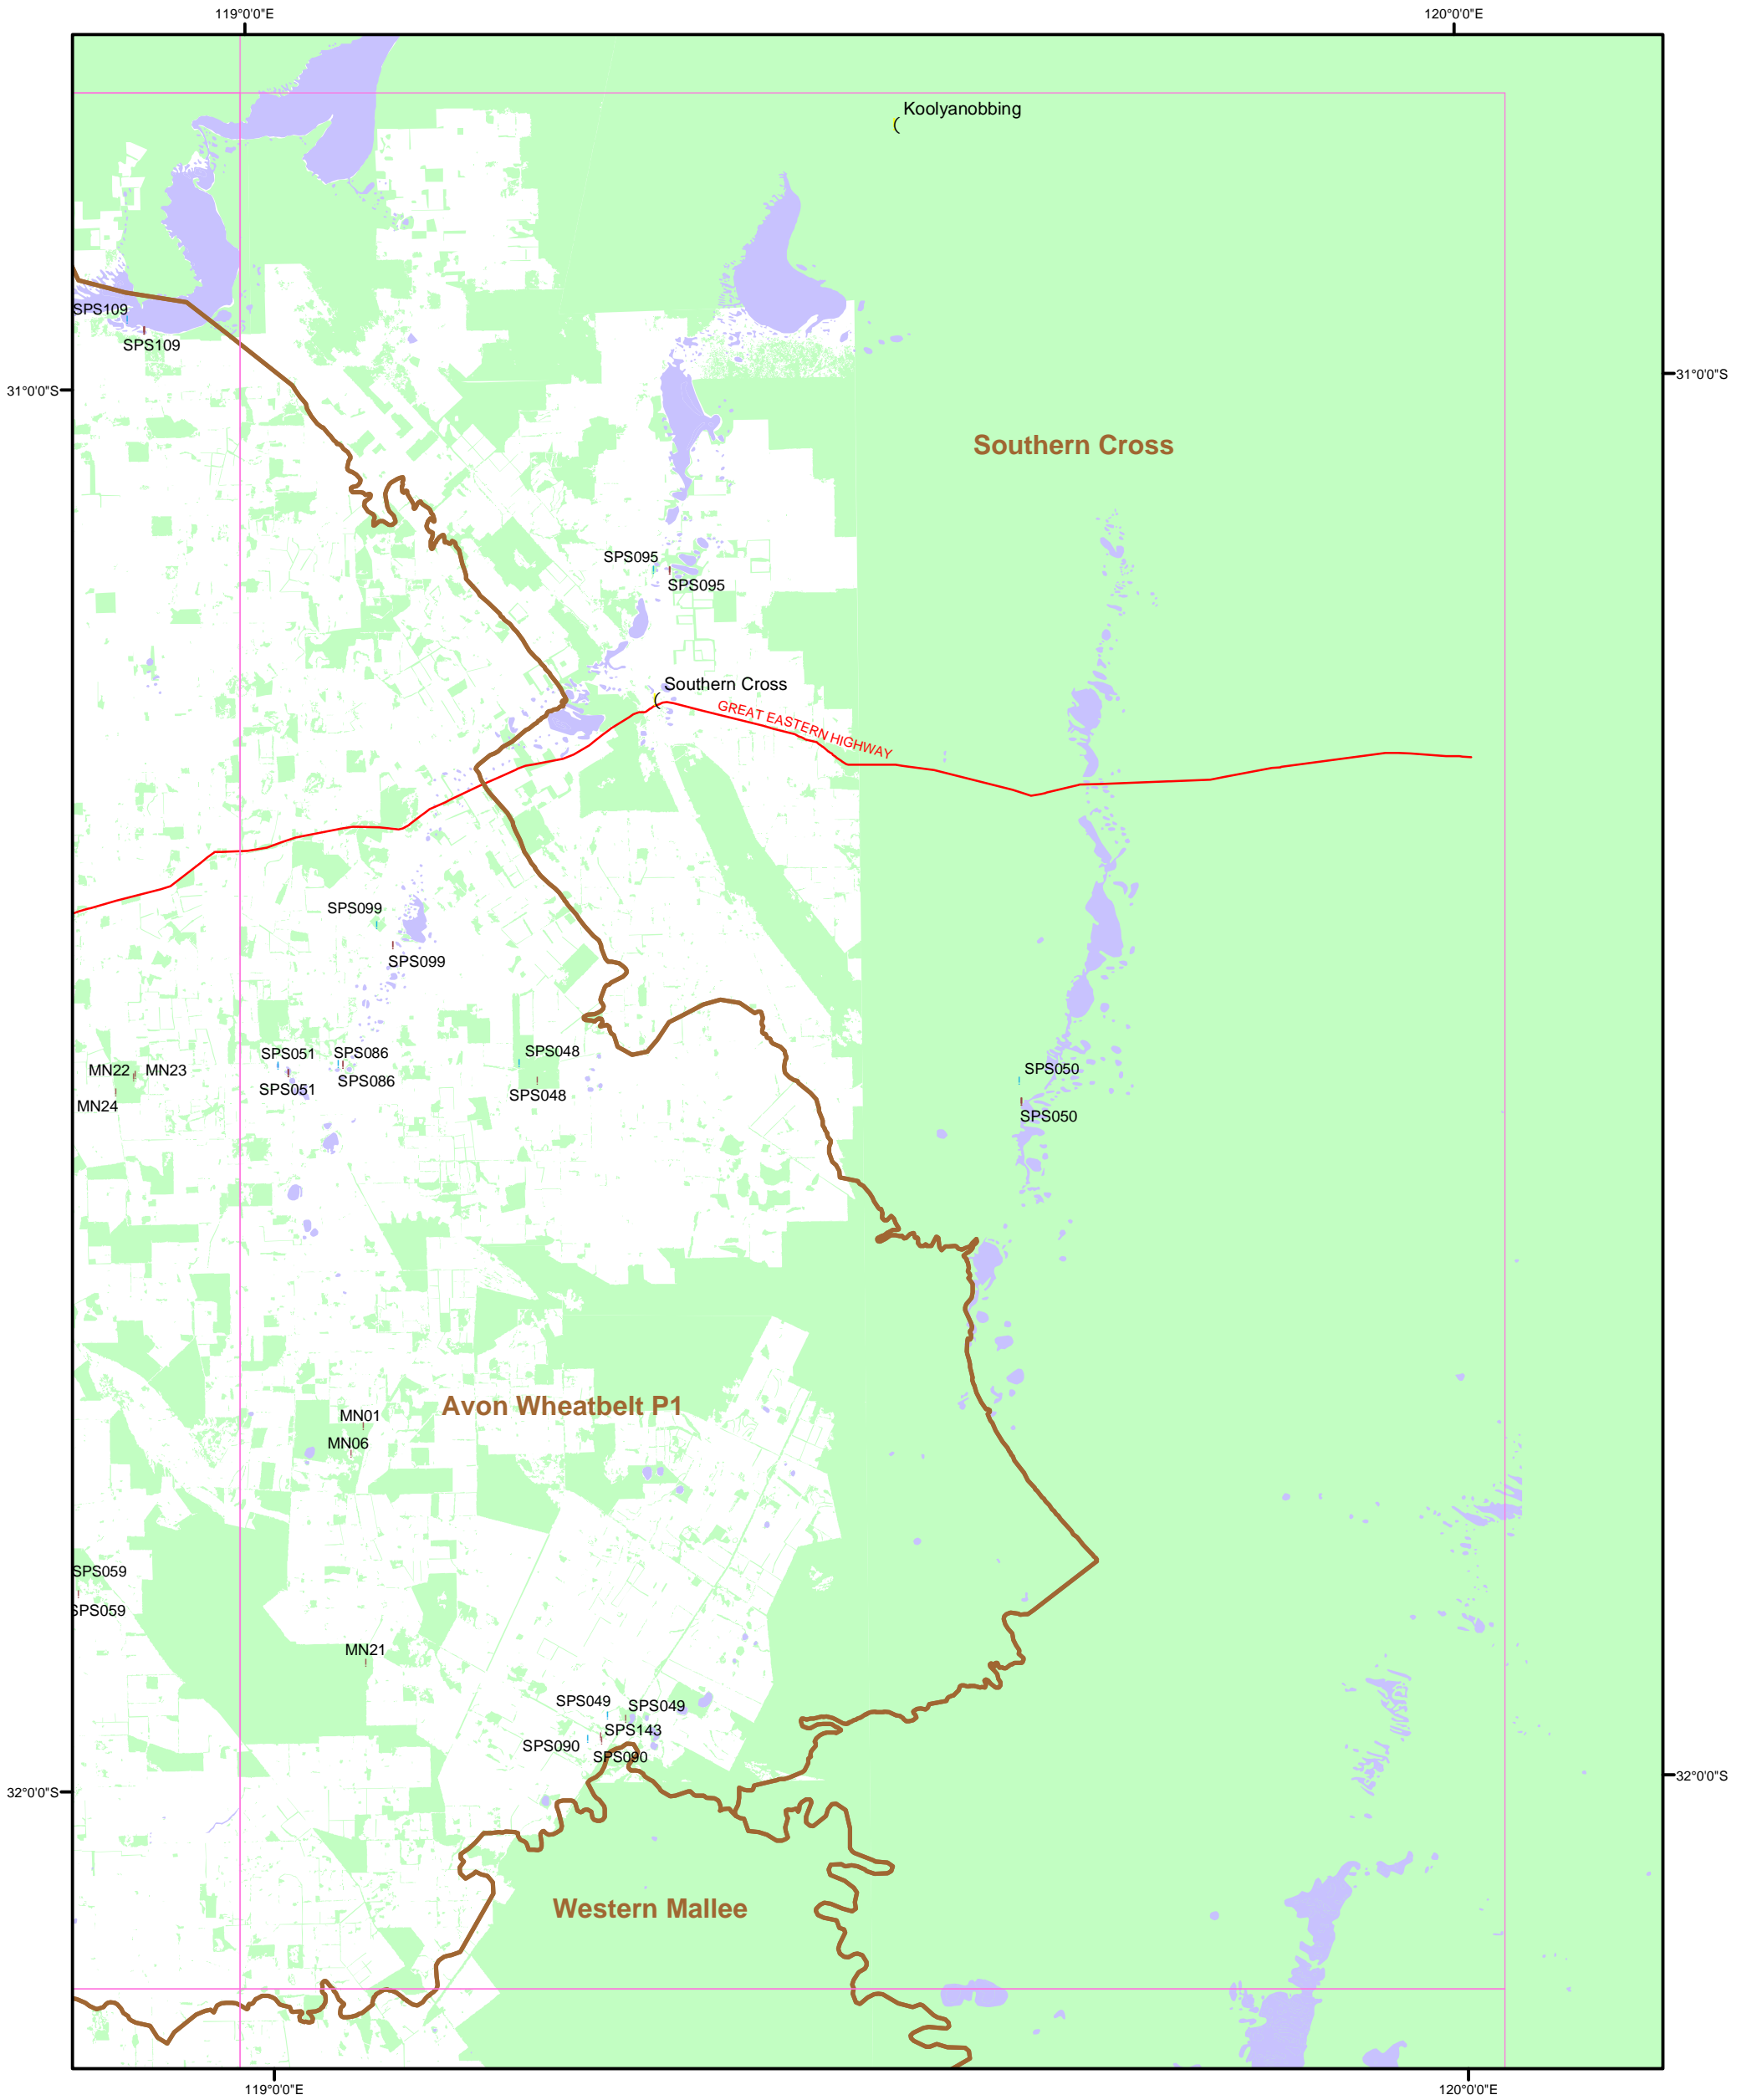 119°0'0"E
120°0'0"E
Koolyanobbing
SPS109
SPS109
31°0'0"S
31°0'0"S
Southern Cross
SPS095
SPS095
Southern Cross
GREAT EASTERN HIGHWAY
SPS099
SPS099
SPS051
SPS086
SPS048
MN22
MN23
SPS050
SPS051
SPS086
SPS048
MN24
SPS050
Avon Wheatbelt P1
MN01
MN06
SPS059
SPS059
MN21
SPS049
SPS049
SPS143
SPS090
SPS090
32°0'0"S
32°0'0"S
Western Mallee
119°0'0"E
120°0'0"E